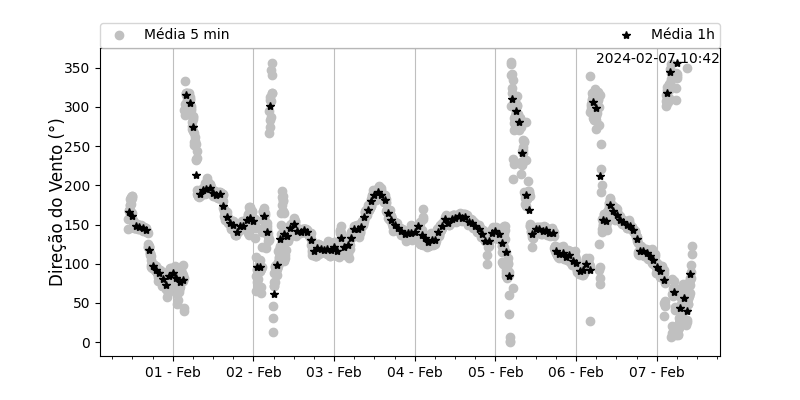 Média 5 min
Média 1h
2024-02-07 10:42
Direção do Vento (°)
350
300
250
200
150
100
50
0
01 - Feb
02 - Feb
03 - Feb
04 - Feb
05 - Feb
06 - Feb
07 - Feb